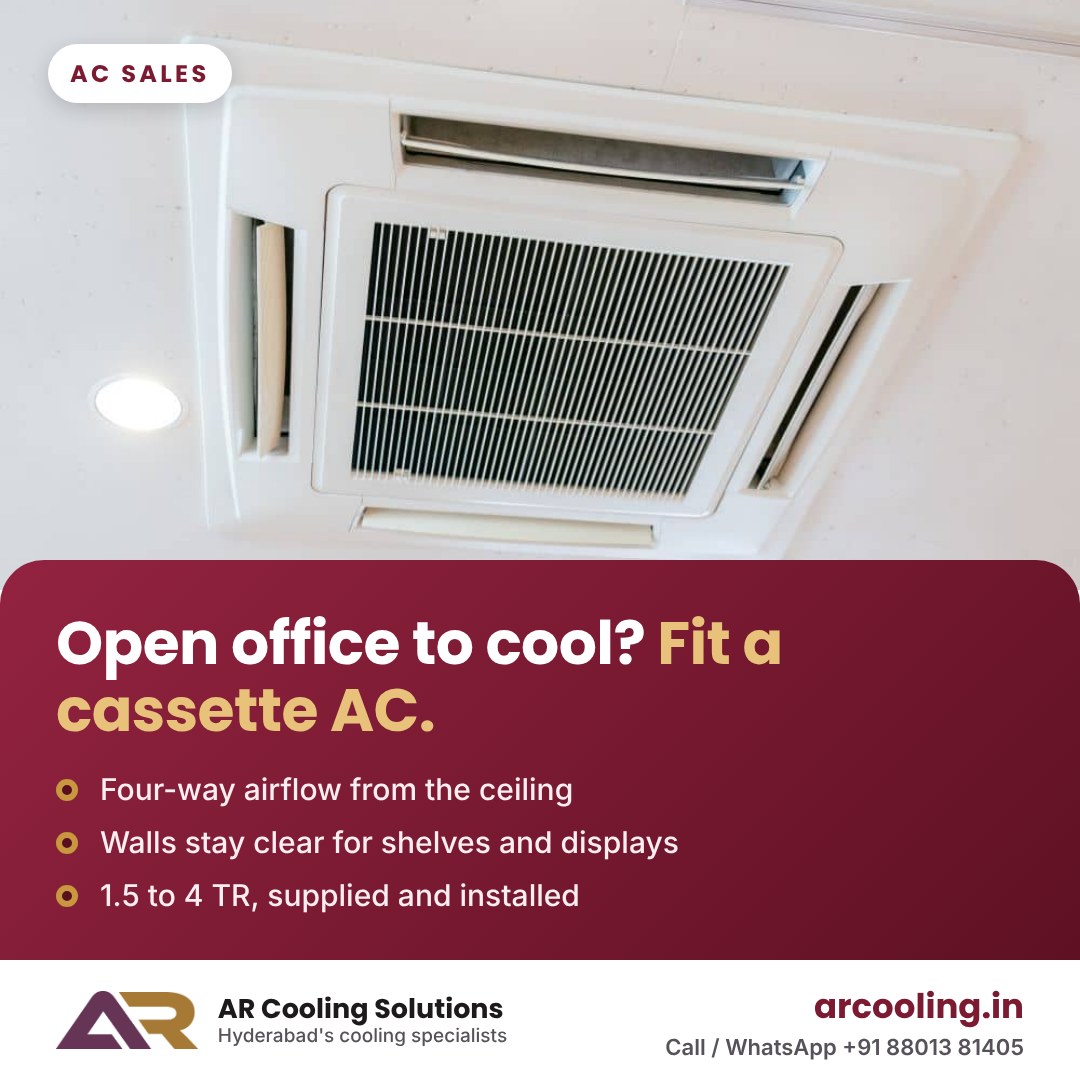 AC SALES
Open office to cool? Fit a
cassette AC.
Four-way airflow from the ceiling
Walls stay clear for shelves and displays
1.5 to 4 TR, supplied and installed
AR
AR Cooling Solutions
Hyderabad's cooling specialists
arcooling.in
Call / WhatsApp +91 88013 81405